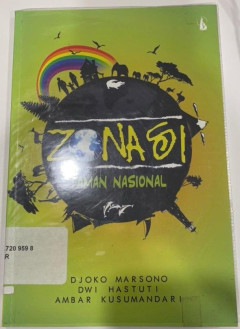 ZONASI
TAMAN NASIONAL
720 959 8
R
DJOKO MARSONO
DWI HASTUTI
AMBAR KUSUMANDARI